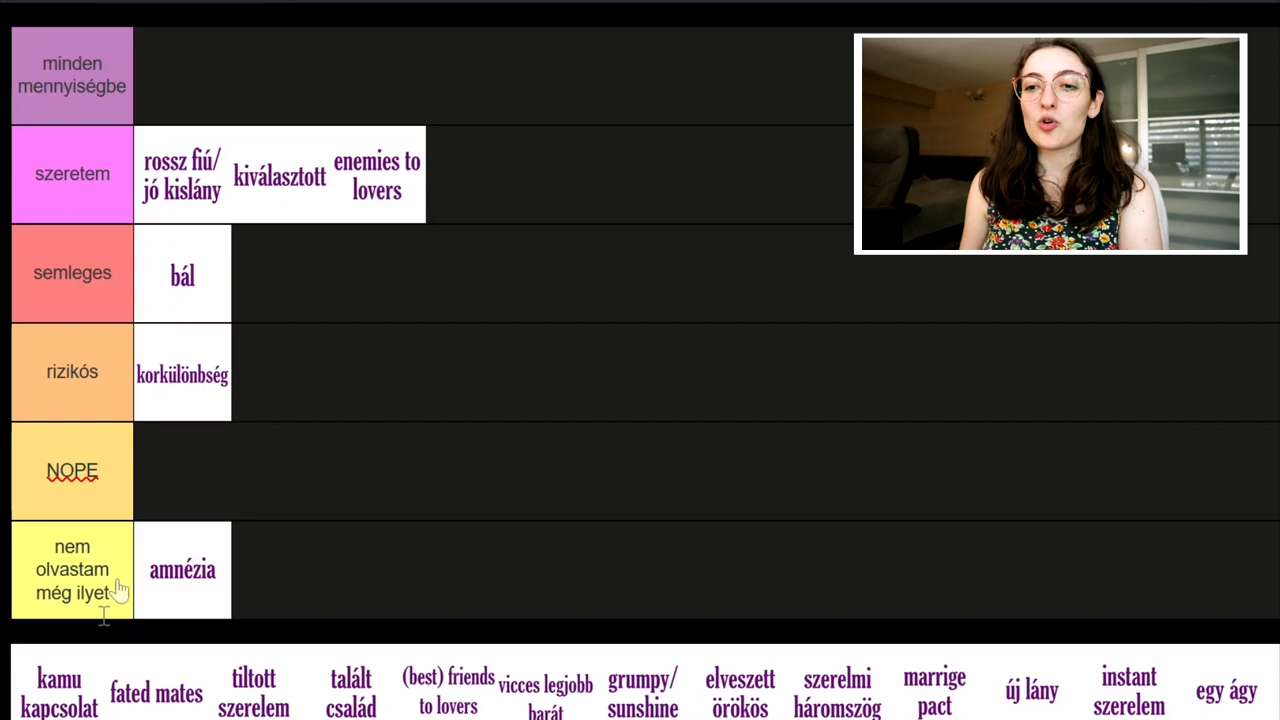 minden
mennyiségbe
szeretem
rossz fiú/
jó kislány
kiválasztott
enemies to
lovers
semleges
bál
rizikós
korkülönbség
NOPE
nem
olvastam
még ilyet
amnézia
kamu
kapcsolat
fated mates
tiltott
szerelem
talált
család
(best) friends
to lovers
vicces legjobb
barát
grumpy/
sunshine
elveszett
örökös
szerelmi
háromszög
marrige
pact
új lány
instant
szerelem
egy ágy